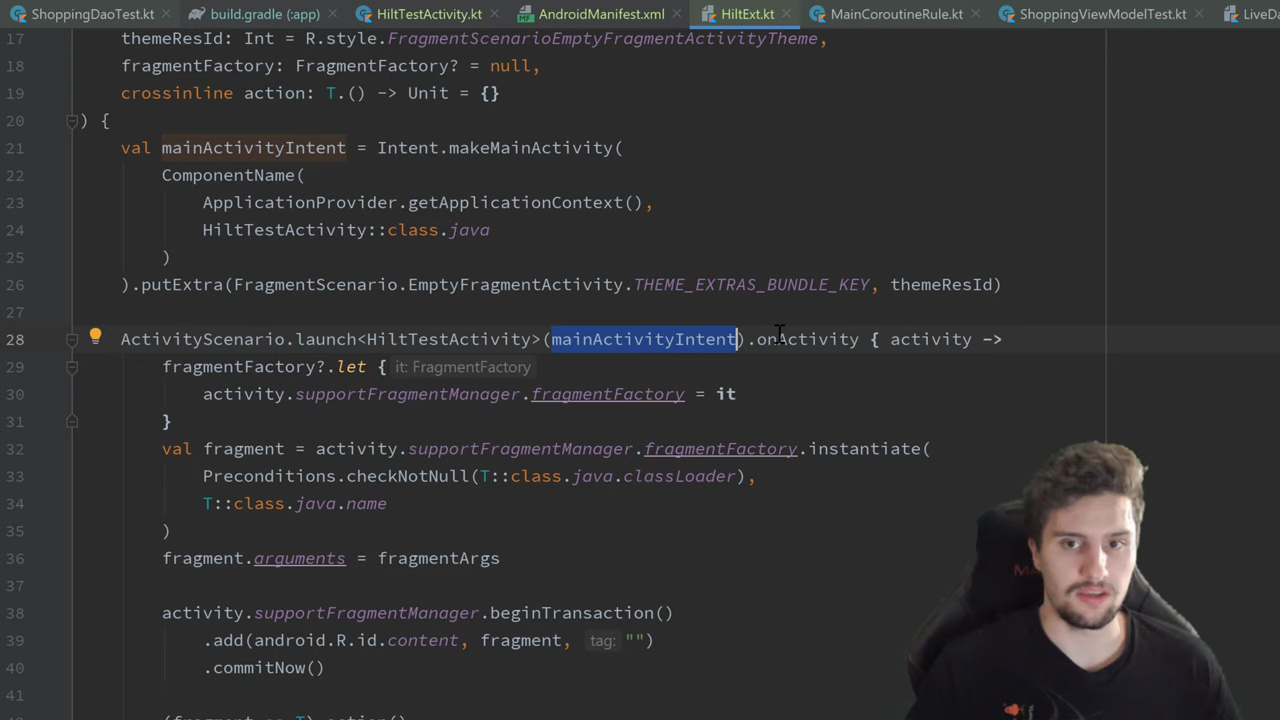 ShoppingDaoTest.kt build.gradle (:app) HiltTestActivity.kt AndroidManifest.xml HiltExt.kt MainCoroutineRule.kt ShoppingViewModelTest.kt
17 themeResId: Int = R.style.FragmentScenarioEmptyFragmentActivityTheme,
18 fragmentFactory: FragmentFactory? = null,
19 crossinline action: T.() -> Unit = {}
20 ) {
21 val mainActivityIntent = Intent.makeMainActivity(
22 ComponentName(
23 ApplicationProvider.getApplicationContext(),
24 HiltTestActivity::class.java
25 )
26 ).putExtra(FragmentScenario.EmptyFragmentActivity.THEME_EXTRAS_BUNDLE_KEY, themeResId)
27
28 ActivityScenario.launch<HiltTestActivity>(mainActivityIntent).onActivity { activity ->
29 fragmentFactory?.let { it: FragmentFactory
30 activity.supportFragmentManager.fragmentFactory = it
31 }
32 val fragment = activity.supportFragmentManager.fragmentFactory.instantiate(
33 Preconditions.checkNotNull(T::class.java.classLoader),
34 T::class.java.name
35 )
36 fragment.arguments = fragmentArgs
37
38 activity.supportFragmentManager.beginTransaction()
39 .add(android.R.id.content, fragment, tag: "")
40 .commitNow()
41